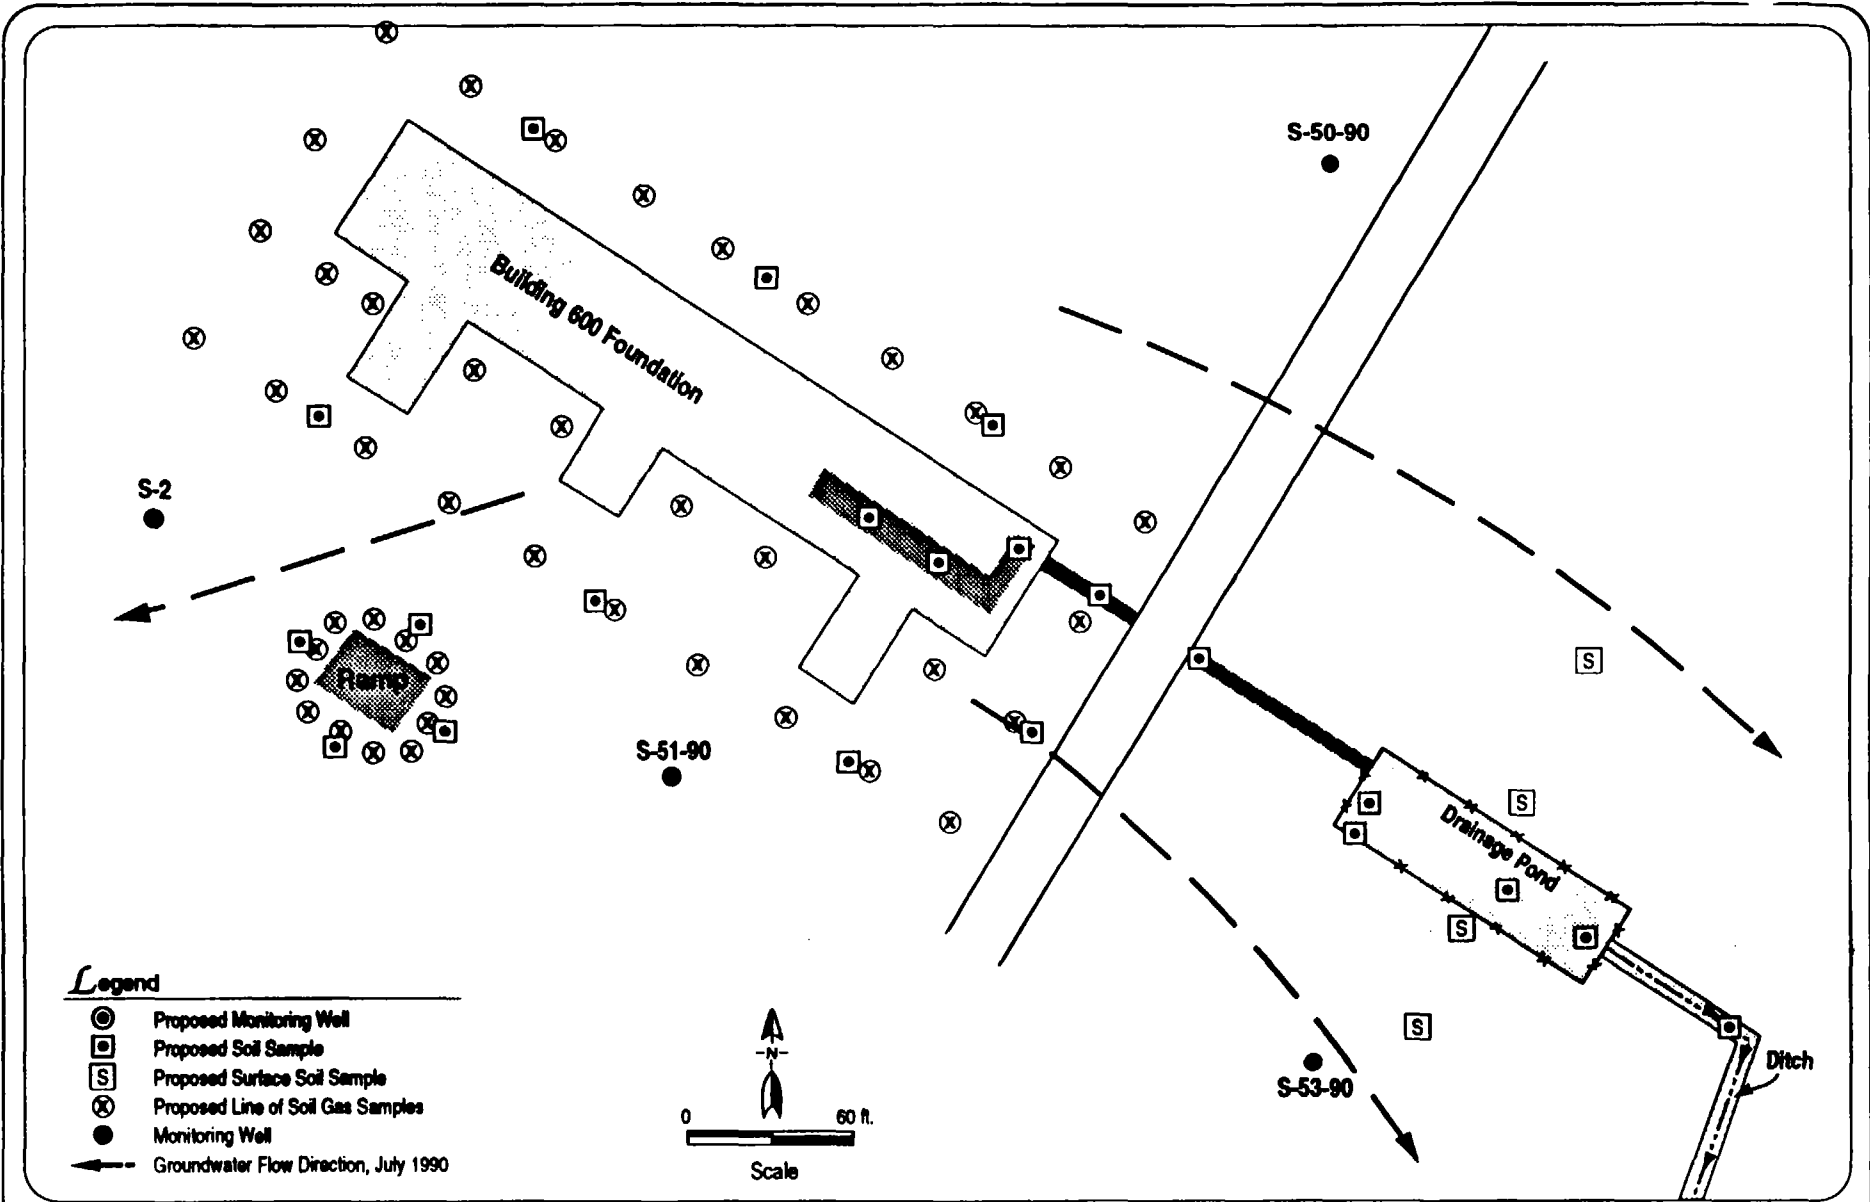 S-50-90
Building 600 Foundation
S-2
Ramp
S-51-90
S
S
Drainage Pond
S
S
S-53-90
Ditch
Legend
Proposed Monitoring Well
Proposed Soil Sample
S Proposed Surface Soil Sample
Proposed Line of Soil Gas Samples
Monitoring Well
Groundwater Flow Direction, July 1990
-N-
0 60 ft.
Scale